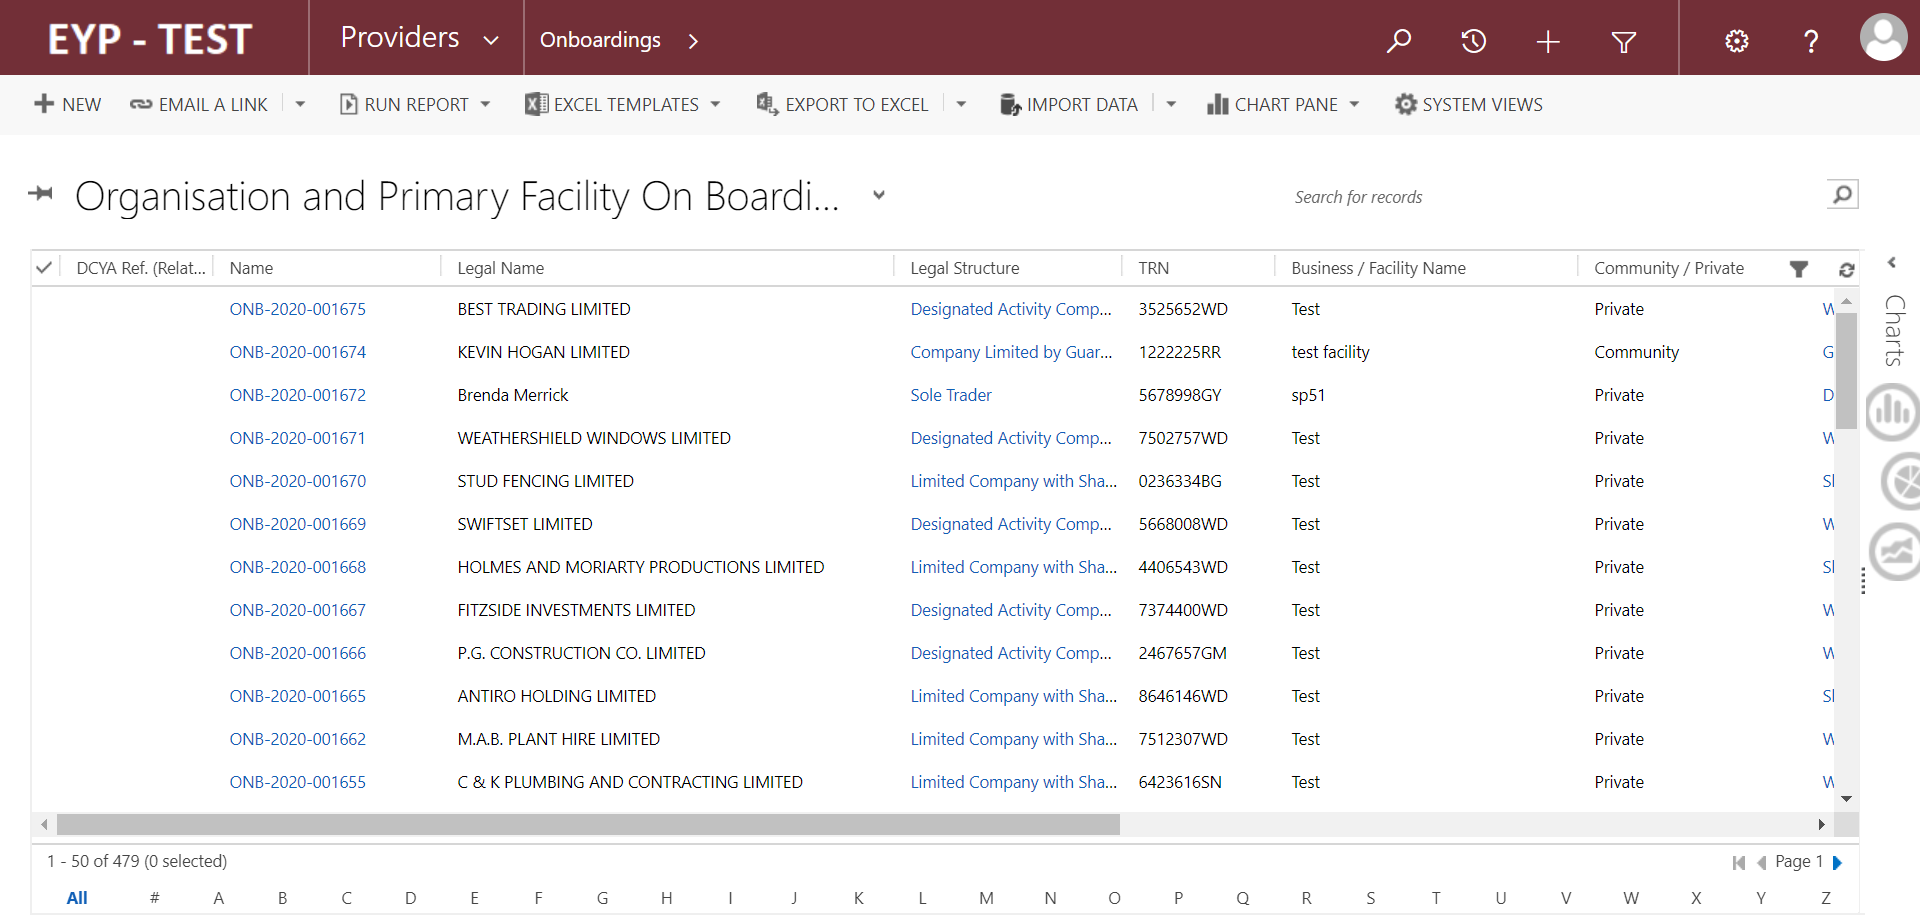 EYP - TEST Providers Onboardings
NEW EMAIL A LINK RUN REPORT EXCEL TEMPLATES EXPORT TO EXCEL IMPORT DATA CHART PANE SYSTEM VIEWS
Organisation and Primary Facility On Boardi... Search for records
DCYA Ref. (Relat... Name Legal Name Legal Structure TRN Business / Facility Name Community / Private
ONB-2020-001675 BEST TRADING LIMITED Designated Activity Comp... 3525652WD Test Private W
ONB-2020-001674 KEVIN HOGAN LIMITED Company Limited by Guar... 1222225RR test facility Community G
ONB-2020-001672 Brenda Merrick Sole Trader 5678998GY sp51 Private D
ONB-2020-001671 WEATHERSHIELD WINDOWS LIMITED Designated Activity Comp... 7502757WD Test Private W
ONB-2020-001670 STUD FENCING LIMITED Limited Company with Sha... 0236334BG Test Private Sl
ONB-2020-001669 SWIFTSET LIMITED Designated Activity Comp... 5668008WD Test Private W
ONB-2020-001668 HOLMES AND MORIARTY PRODUCTIONS LIMITED Limited Company with Sha... 4406543WD Test Private Sl
ONB-2020-001667 FITZSIDE INVESTMENTS LIMITED Designated Activity Comp... 7374400WD Test Private W
ONB-2020-001666 P.G. CONSTRUCTION CO. LIMITED Designated Activity Comp... 2467657GM Test Private W
ONB-2020-001665 ANTIRO HOLDING LIMITED Limited Company with Sha... 8646146WD Test Private Sl
ONB-2020-001662 M.A.B. PLANT HIRE LIMITED Limited Company with Sha... 7512307WD Test Private W
ONB-2020-001655 C & K PLUMBING AND CONTRACTING LIMITED Limited Company with Sha... 6423616SN Test Private W
Charts
1 - 50 of 479 (0 selected) Page 1
All # A B C D E F G H I J K L M N O P Q R S T U V W X Y Z